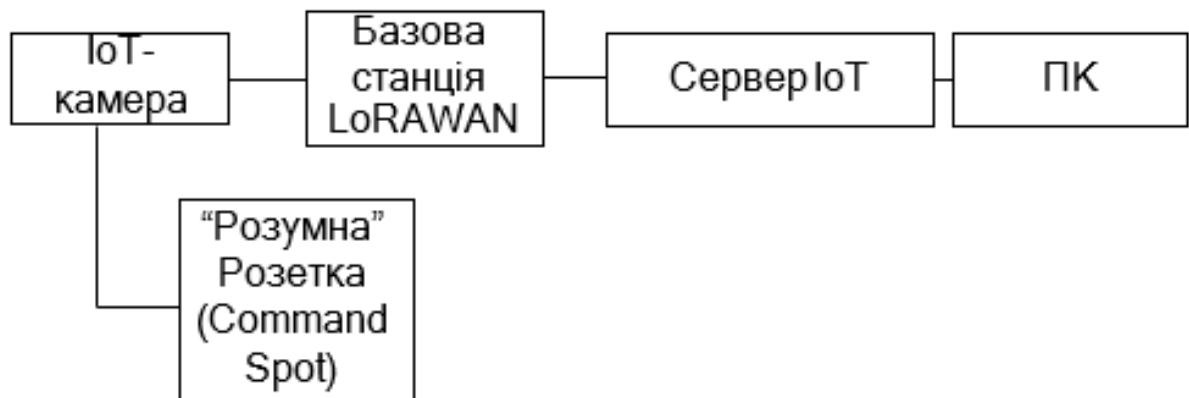 IoT-
камера
Базова
станція
LoRAWAN
Сервер IoT
ПК
“Розумна”
Розетка
(Command
Spot)